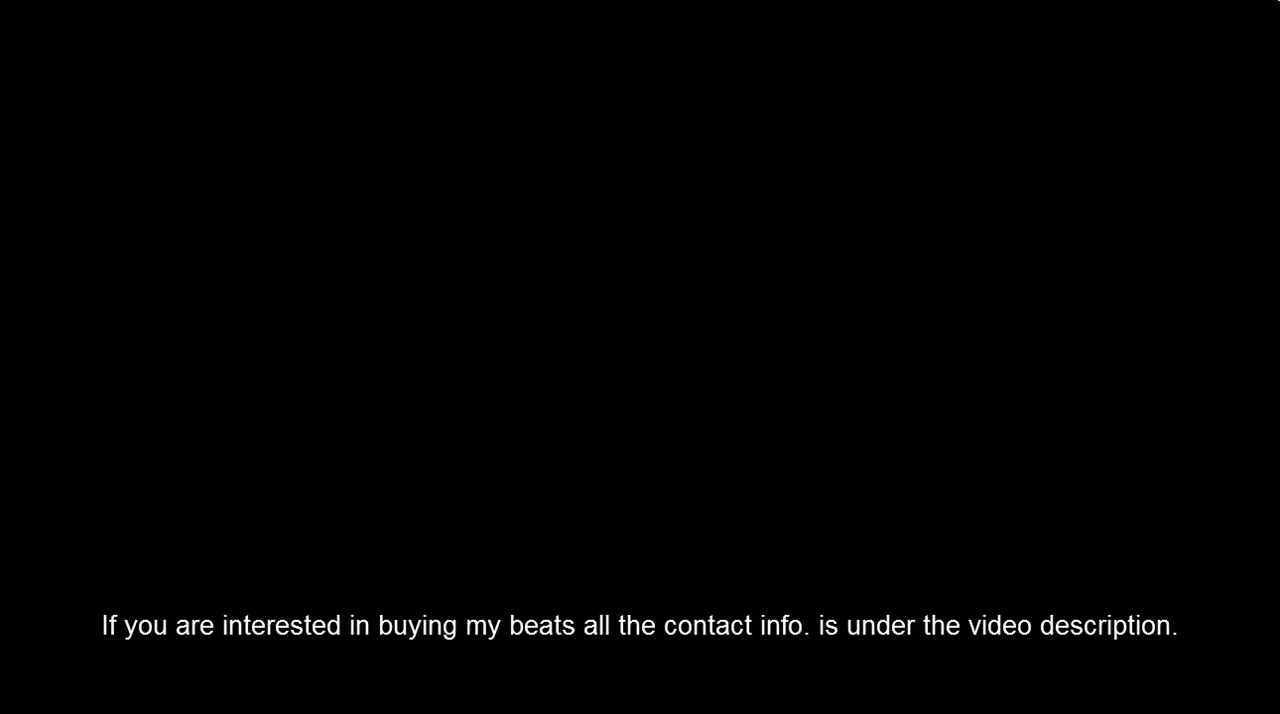 If you are interested in buying my beats all the contact info. is under the video description.